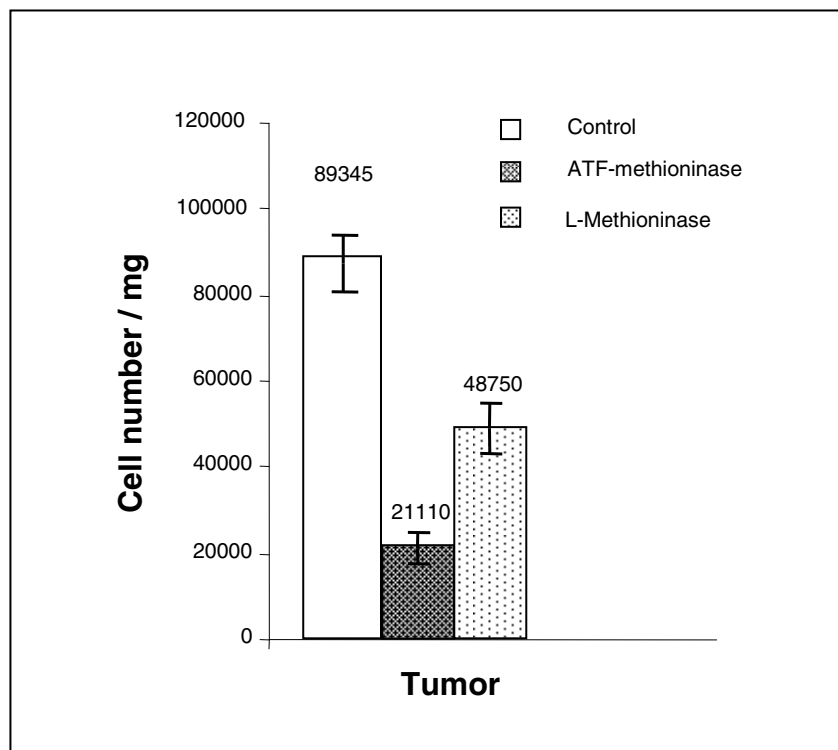 120000
100000
80000
60000
40000
20000
0
Cell number / mg
89345
21110
48750
Control
ATF-methioninase
L-Methioninase
Tumor